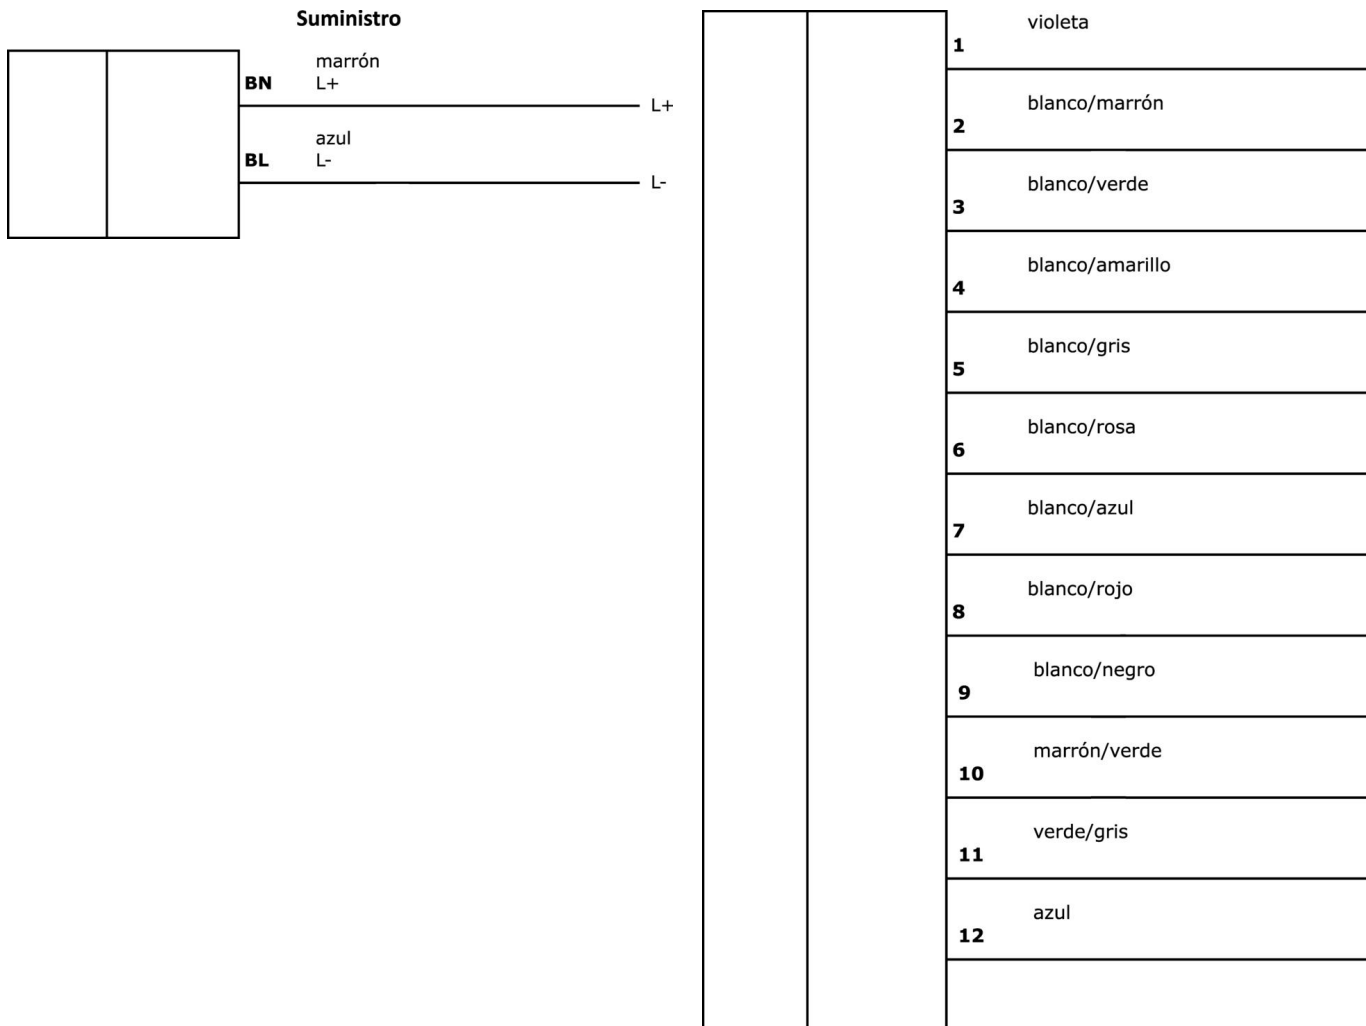 Suministro
marrón
BN L+
L+
azul
BL L-
L-
violeta
1
blanco/marrón
2
blanco/verde
3
blanco/amarillo
4
blanco/gris
5
blanco/rosa
6
blanco/azul
7
blanco/rojo
8
blanco/negro
9
marrón/verde
10
verde/gris
11
azul
12